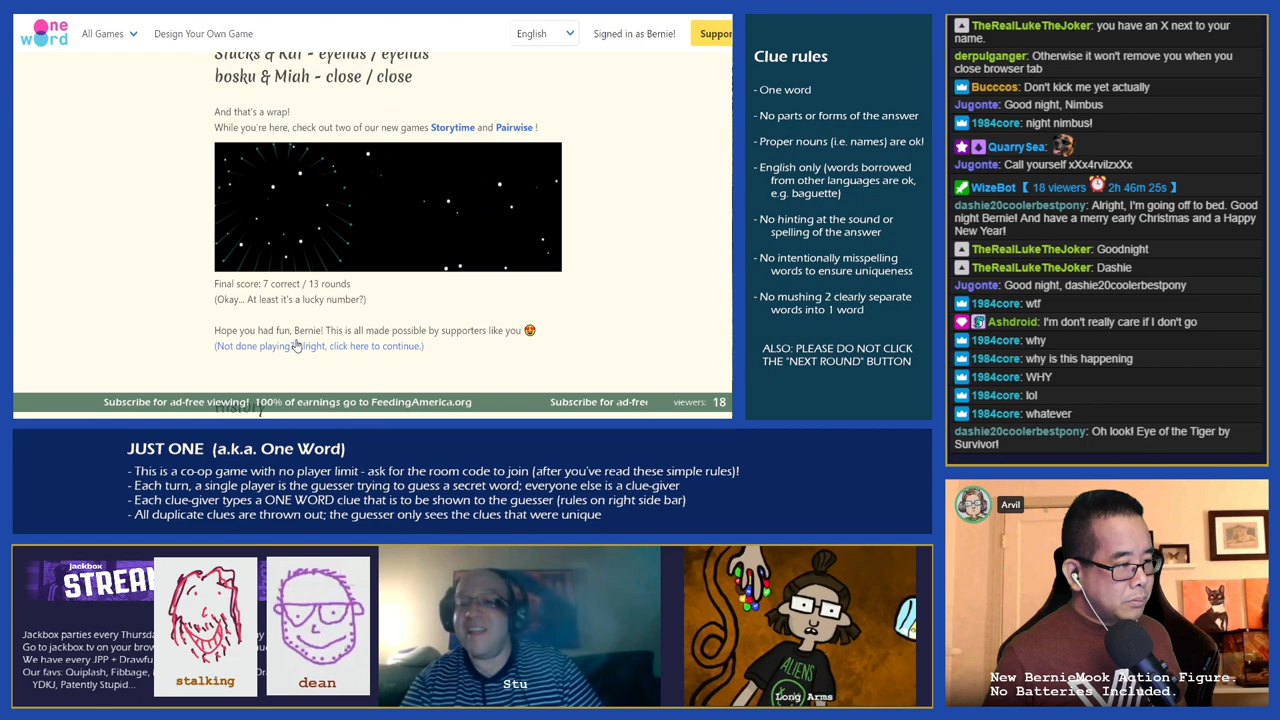 One word
All Games
Design Your Own Game
English
Signed in as Bernie!
Suppor
Stucks & Kat - eyelids / eyelids
bosku & Miah - close / close
And that's a wrap!
While you're here, check out two of our new games Storytime and Pairwise !
Final score: 7 correct / 13 rounds
(Okay... At least it's a lucky number?)
Hope you had fun, Bernie! This is all made possible by supporters like you 😍
(Not done playing? Alright, click here to continue.)
History
Subscribe for ad-free viewing! 100% of earnings go to FeedingAmerica.org
Subscribe for ad-free
viewers: 18
Clue rules
- One word
- No parts or forms of the answer
- Proper nouns (i.e. names) are ok!
- English only (words borrowed
from other languages are ok,
e.g. baguette)
- No hinting at the sound or
spelling of the answer
- No intentionally misspelling
words to ensure uniqueness
- No mushing 2 clearly separate
words into 1 word
ALSO: PLEASE DO NOT CLICK
THE "NEXT ROUND" BUTTON
TheRealLukeTheJoker: you have an X next to your
name.
derpulganger: Otherwise it won't remove you when you
close browser tab
Bucccos: Don't kick me yet actually
Jugonte: Good night, Nimbus
1984core: night nimbus!
QuarrySea:
Jugonte: Call yourself xXx4rvilzxXx
WizeBot 【 18 viewers ⏰ 2h 46m 25s 】
dashie20coolerbestpony: Alright, I'm going off to bed. Good
night Bernie! And have a merry early Christmas and a Happy
New Year!
TheRealLukeTheJoker: Goodnight
TheRealLukeTheJoker: Dashie
Jugonte: Good night, dashie20coolerbestpony
1984core: wtf
Ashdroid: I'm don't really care if I don't go
1984core: why
1984core: why is this happening
1984core: WHY
1984core: lol
1984core: whatever
dashie20coolerbestpony: Oh look! Eye of the Tiger by
Survivor!
JUST ONE (a.k.a. One Word)
- This is a co-op game with no player limit - ask for the room code to join (after you've read these simple rules)!
- Each turn, a single player is the guesser trying to guess a secret word; everyone else is a clue-giver
- Each clue-giver types a ONE WORD clue that is to be shown to the guesser (rules on right side bar)
- All duplicate clues are thrown out; the guesser only sees the clues that were unique
jackbox
STREA
Jackbox parties every Thursda
Go to jackbox.tv on your brow
We have every JPP + Drawfu
Our favs: Quiplash, Fibbage,
YDKJ, Patently Stupid...
stalking
dean
Stu
ALIENS
Long Arms
Arvil
New BernieMook Action Figure.
No Batteries Included.